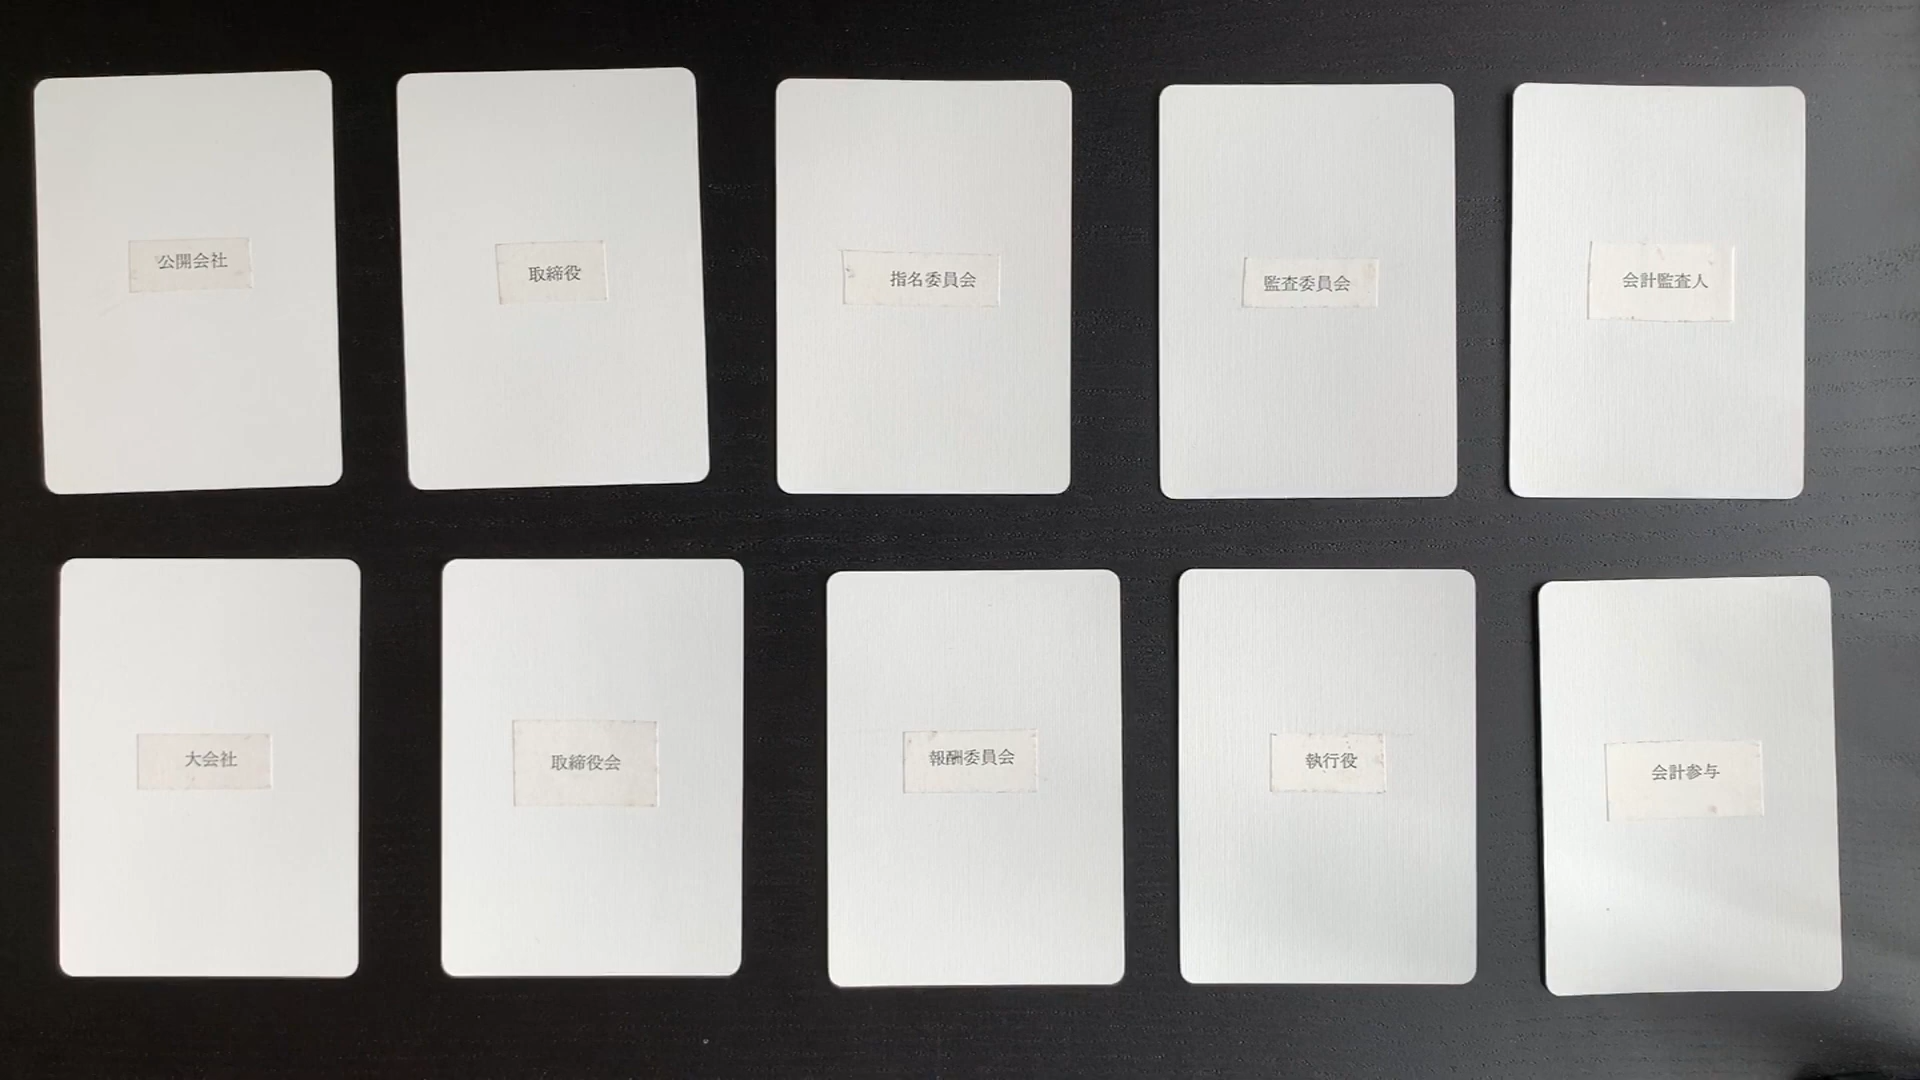 公開会社
取締役
指名委員会
監査委員会
会計監査人
大会社
取締役会
報酬委員会
執行役
会計参与